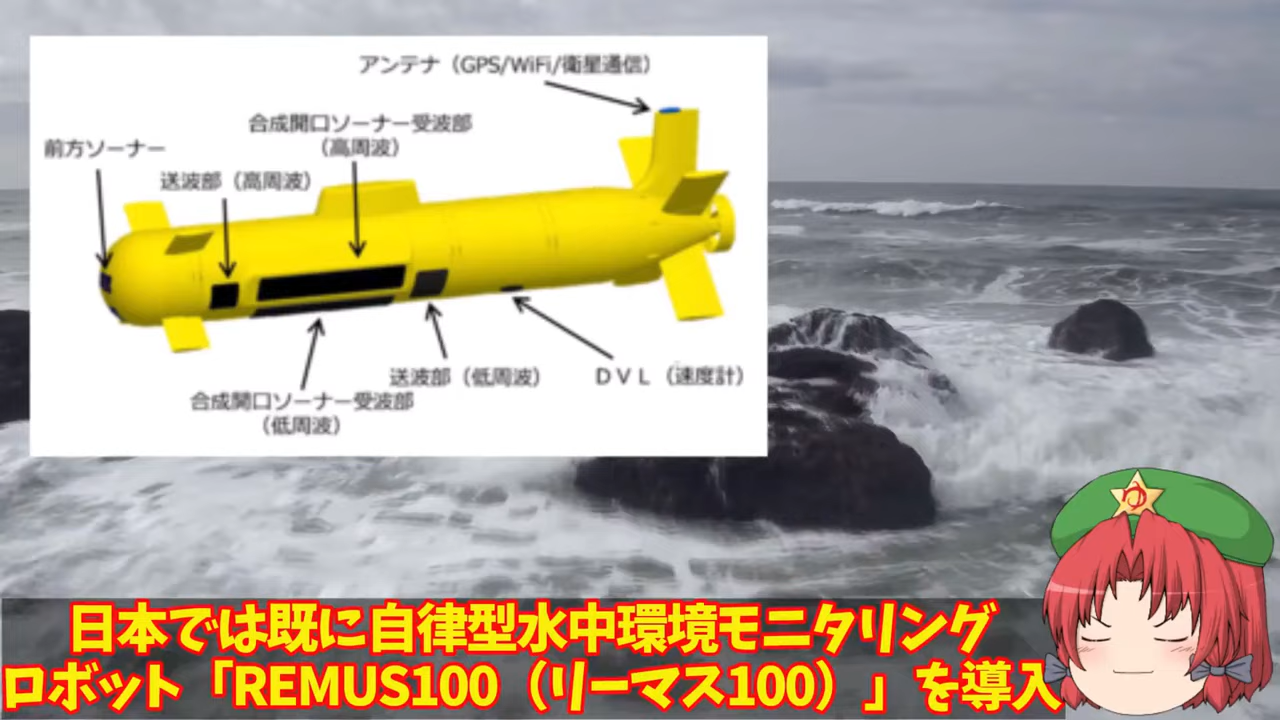 アンテナ（GPS/WiFi/衛星通信）
合成開口ソーナー受波部
（高周波）
前方ソーナー
送波部（高周波）
送波部（低周波）
ＤＶＬ（速度計）
合成開口ソーナー受波部
（低周波）
ゆ
日本では既に自律型水中環境モニタリング
ロボット「REMUS100（リーマス100）」を導入